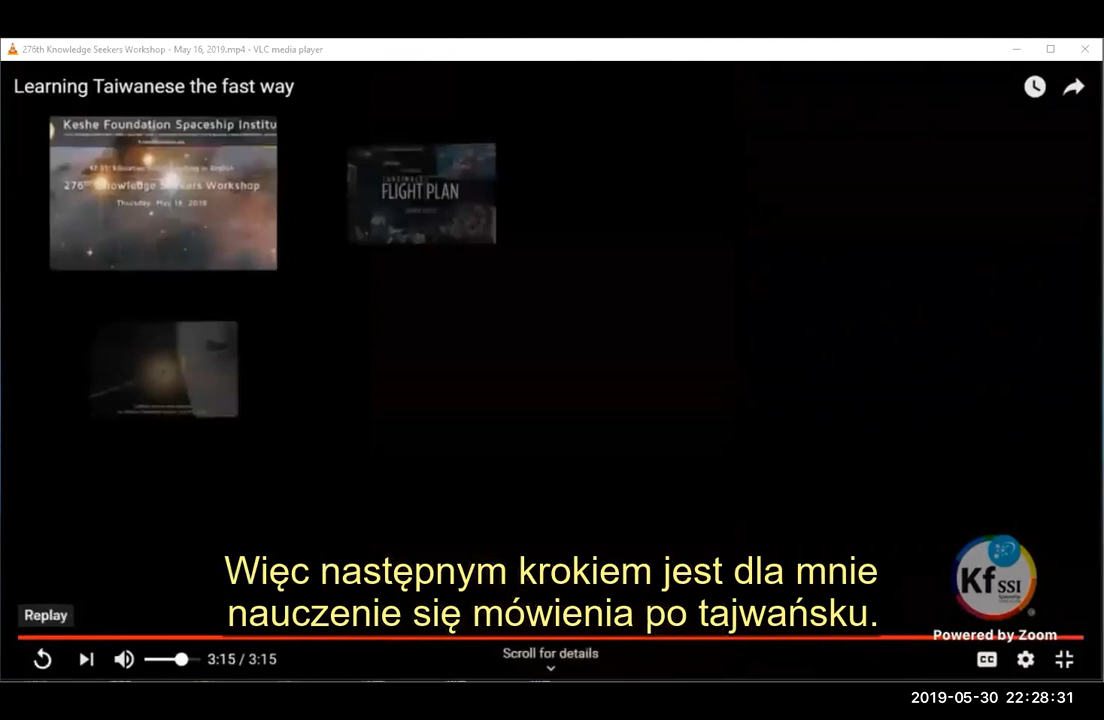 276th Knowledge Seekers Workshop - May 16, 2019.mp4 - VLC media player
Learning Taiwanese the fast way
Keshe Foundation Spaceship Institu
276th Knowledge Seekers Workshop
Thursday, May 16, 2019
FLIGHT PLAN
Więc następnym krokiem jest dla mnie
nauczenie się mówienia po tajwańsku.
Kf SSI
Replay
Powered by Zoom
3:15 / 3:15
Scroll for details
CC
2019-05-30 22:28:31